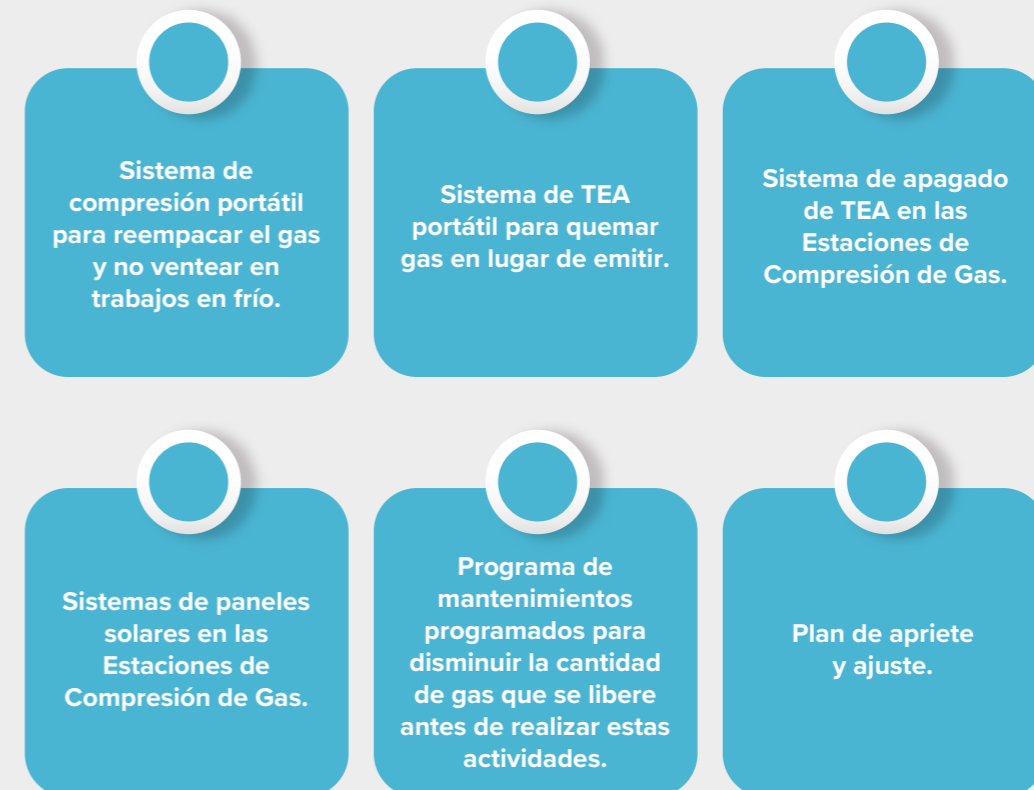 Sistema de
compresión portátil
para reempacar el gas
y no ventear en
trabajos en frío.
Sistema de TEA
portátil para quemar
gas en lugar de emitir.
Sistema de apagado
de TEA en las
Estaciones de
Compresión de Gas.
Sistemas de paneles
solares en las
Estaciones de
Compresión de Gas.
Programa de
mantenimientos
programados para
disminuir la cantidad
de gas que se libere
antes de realizar estas
actividades.
Plan de apriete
y ajuste.